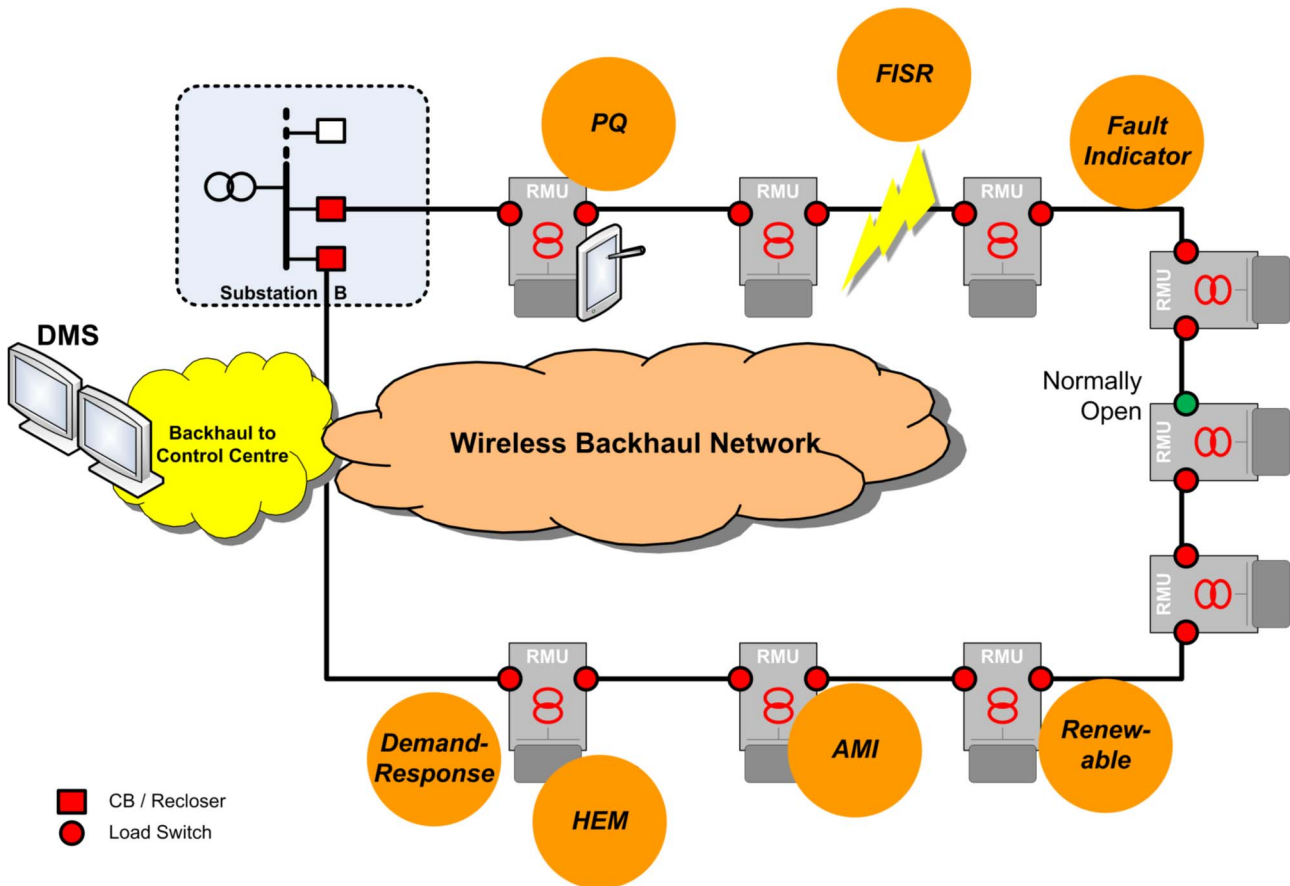 FISR
PQ
Fault
Indicator
RMU
RMU
RMU
Substation B
RMU
DMS
Normally
Open
Backhaul to
Control Centre
Wireless Backhaul Network
RMU
RMU
RMU
RMU
RMU
Demand-
Response
AMI
Renew-
able
HEM
CB / Recloser
Load Switch